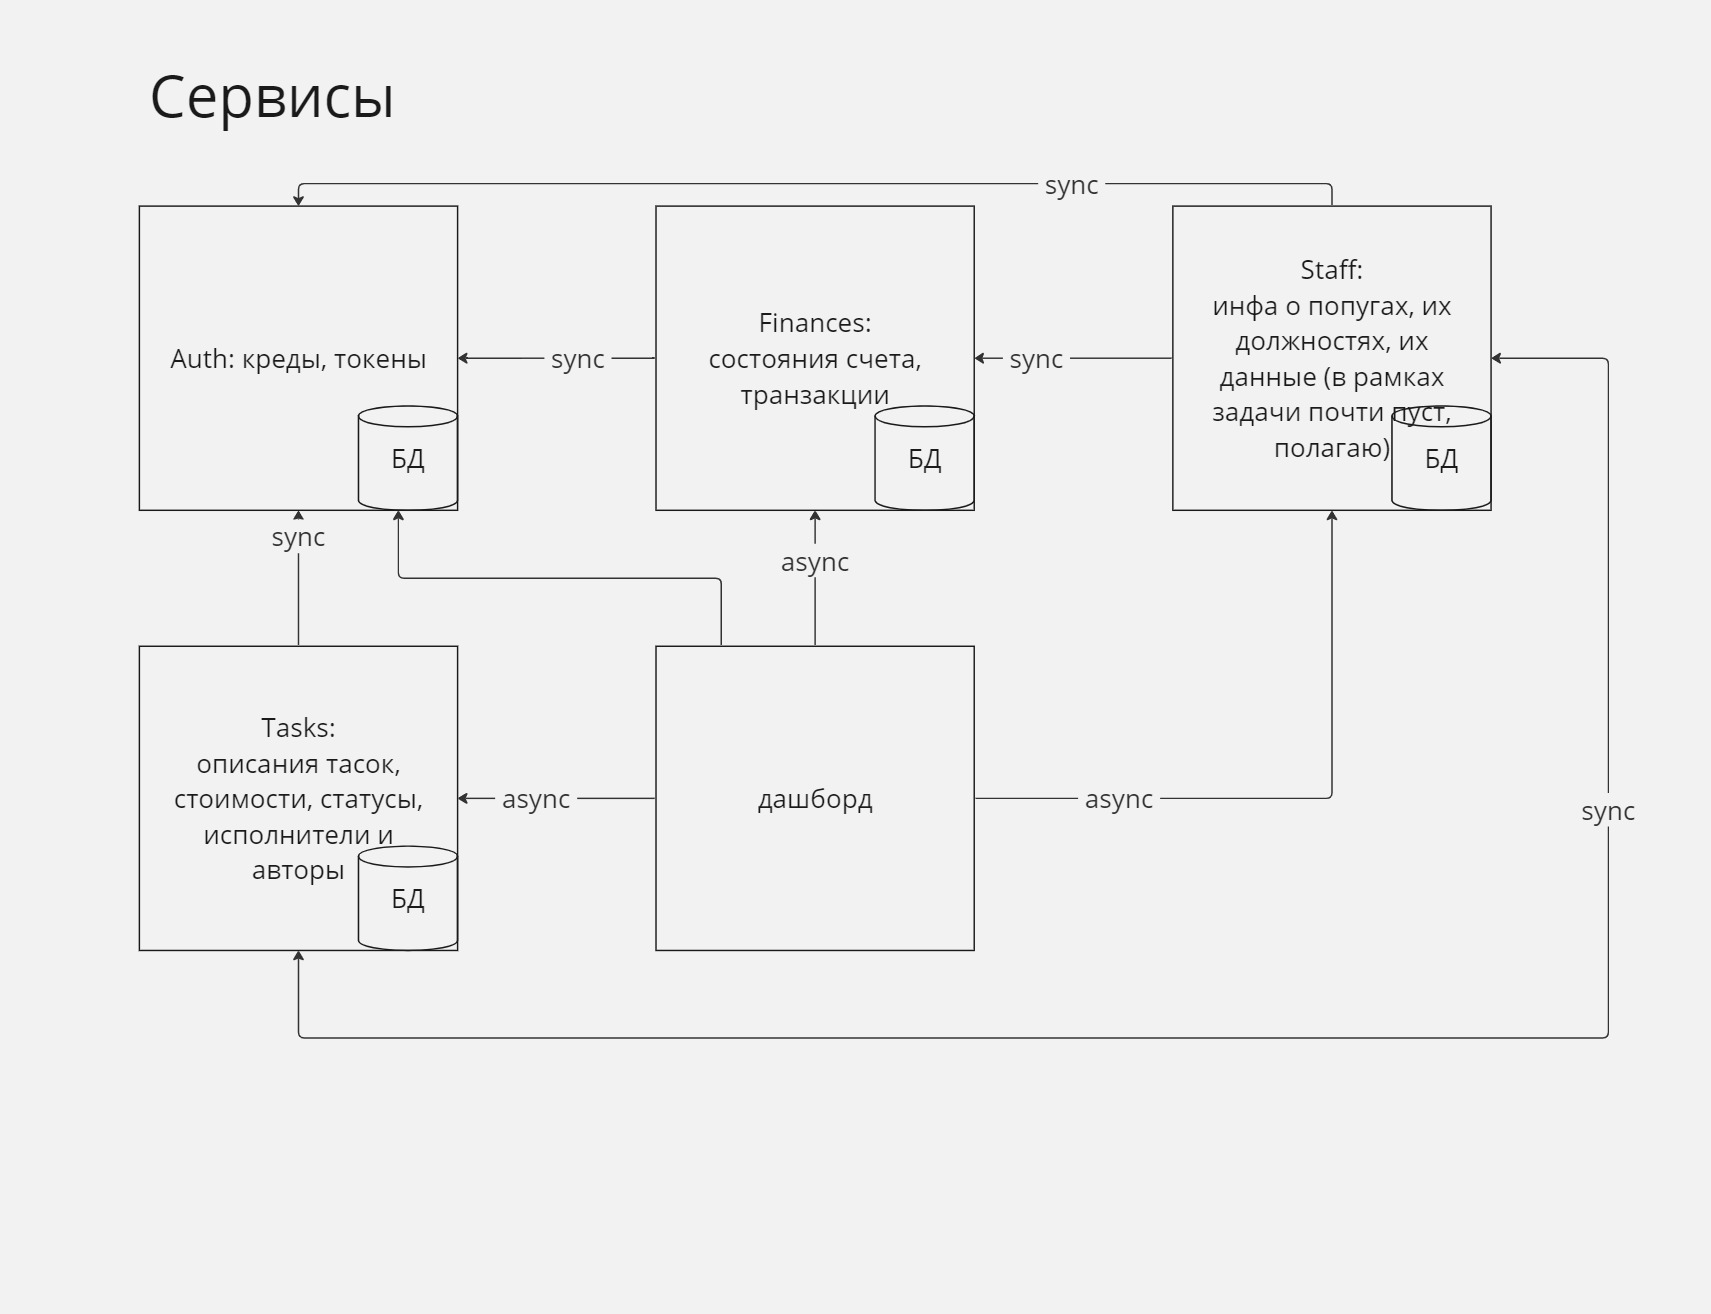 Сервисы
sync
Auth: креды, токены
БД
sync
Finances:
состояния счета,
транзакции
БД
sync
Staff:
инфа о попугах, их
должностях, их
данные (в рамках
задачи почти пуст,
полагаю)
БД
sync
async
Tasks:
описания тасок,
стоимости, статусы,
исполнители и
авторы
БД
async
дашборд
async
sync